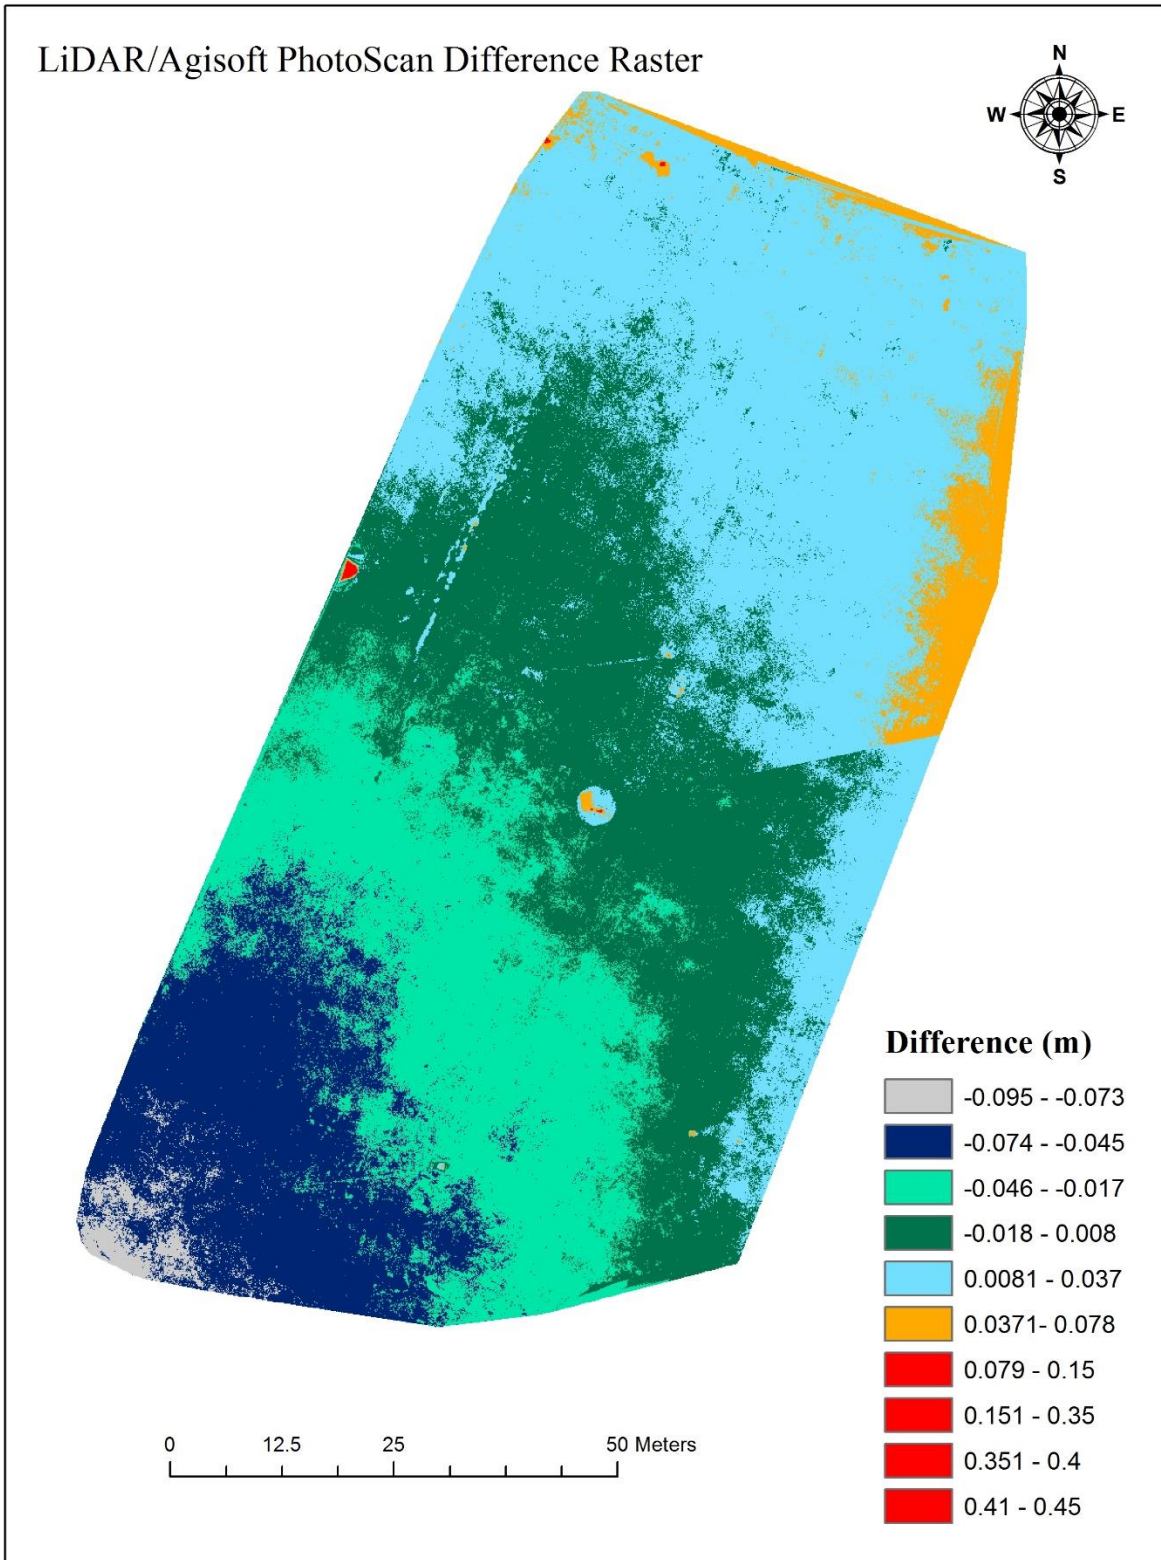 LiDAR/Agisoft PhotoScan Difference Raster
N
W E
S
Difference (m)
-0.095 - -0.073
-0.074 - -0.045
-0.046 - -0.017
-0.018 - 0.008
0.0081 - 0.037
0.0371- 0.078
0.079 - 0.15
0.151 - 0.35
0.351 - 0.4
0.41 - 0.45
0 12.5 25 50 Meters